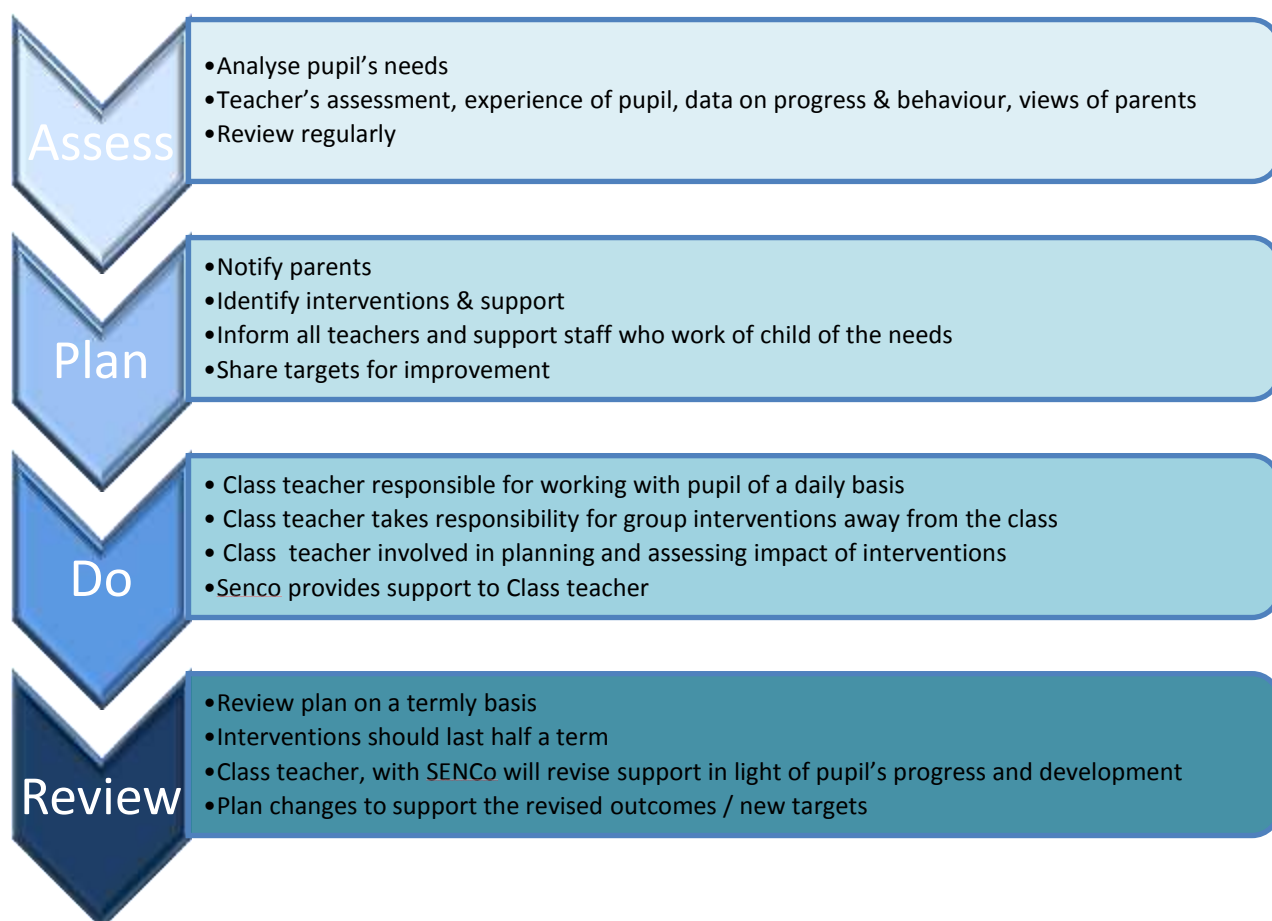 Assess
•Analyse pupil’s needs
•Teacher’s assessment, experience of pupil, data on progress & behaviour, views of parents
•Review regularly
Plan
•Notify parents
•Identify interventions & support
•Inform all teachers and support staff who work of child of the needs
•Share targets for improvement
Do
• Class teacher responsible for working with pupil of a daily basis
• Class teacher takes responsibility for group interventions away from the class
• Class  teacher involved in planning and assessing impact of interventions
•Senco provides support to Class teacher
Review
•Review plan on a termly basis
•Interventions should last half a term
•Class teacher, with SENCo will revise support in light of pupil’s progress and development
•Plan changes to support the revised outcomes / new targets